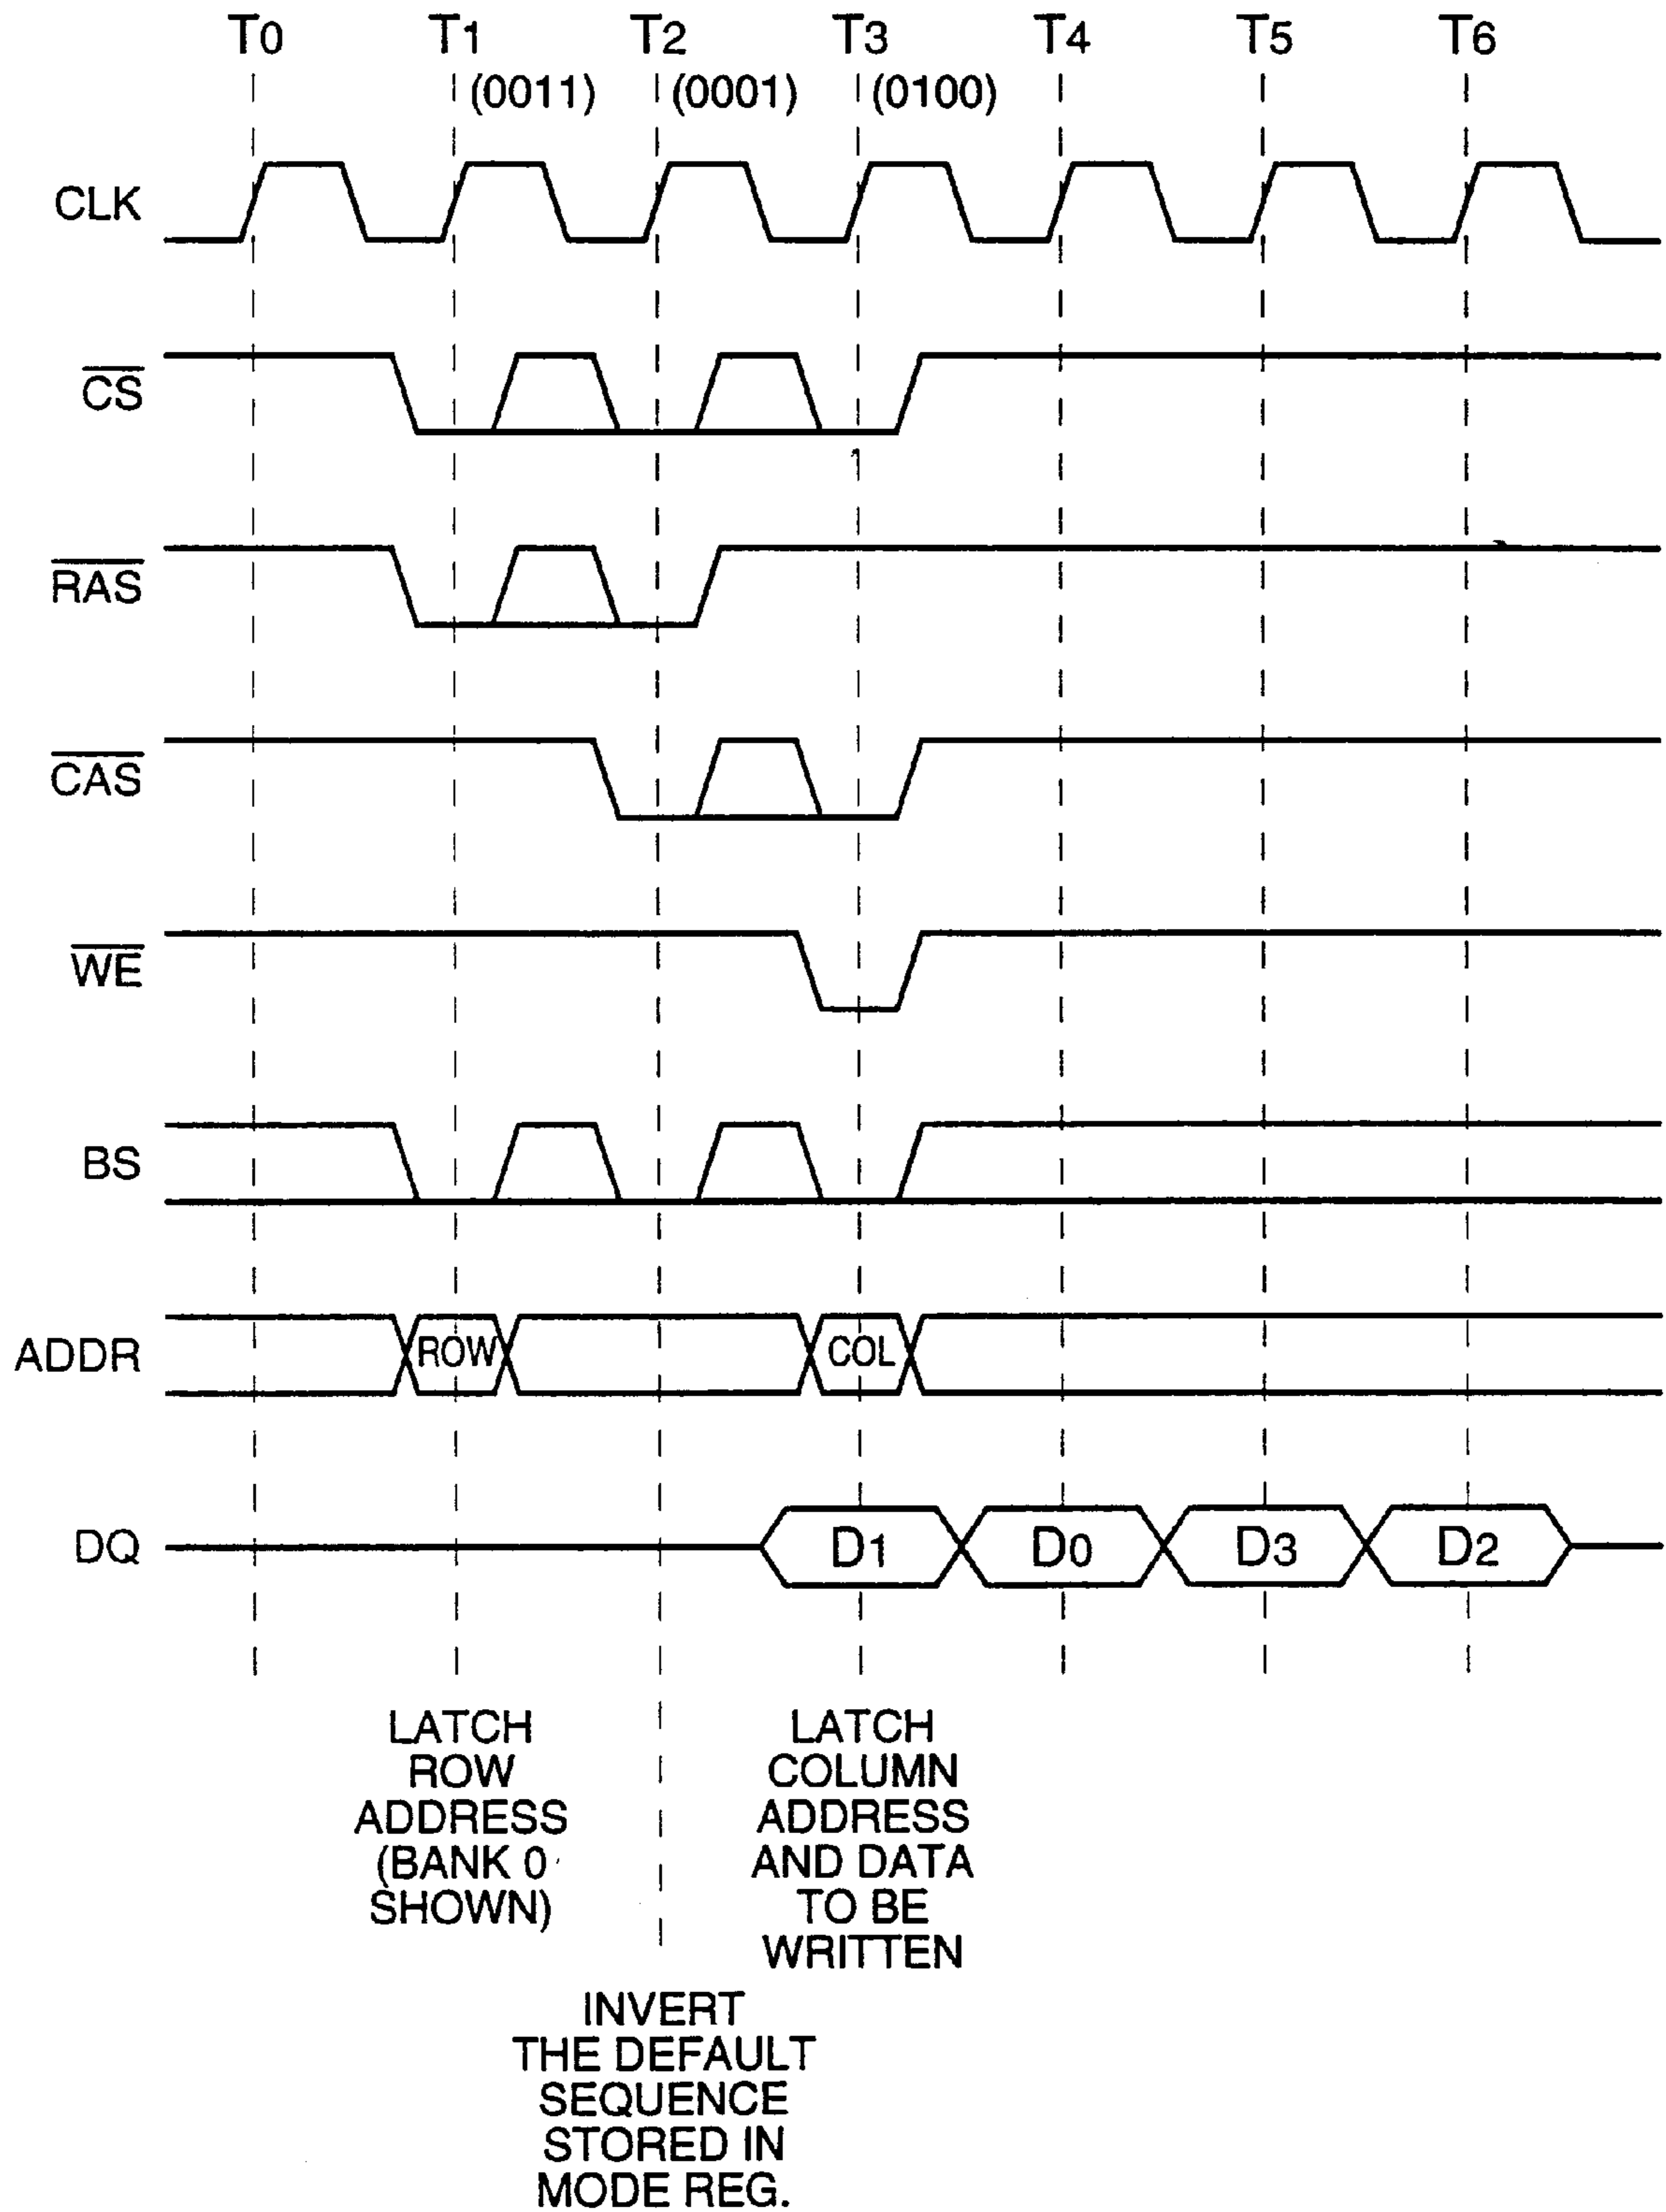 T0 T1 T2 T3 T4 T5 T6
(0011) (0001) (0100)
CLK
CS
RAS
CAS
WE
BS
ADDR ROW COL
DQ D1 D0 D3 D2
LATCH
ROW
ADDRESS
(BANK 0
SHOWN)
LATCH
COLUMN
ADDRESS
AND DATA
TO BE
WRITTEN
INVERT
THE DEFAULT
SEQUENCE
STORED IN
MODE REG.